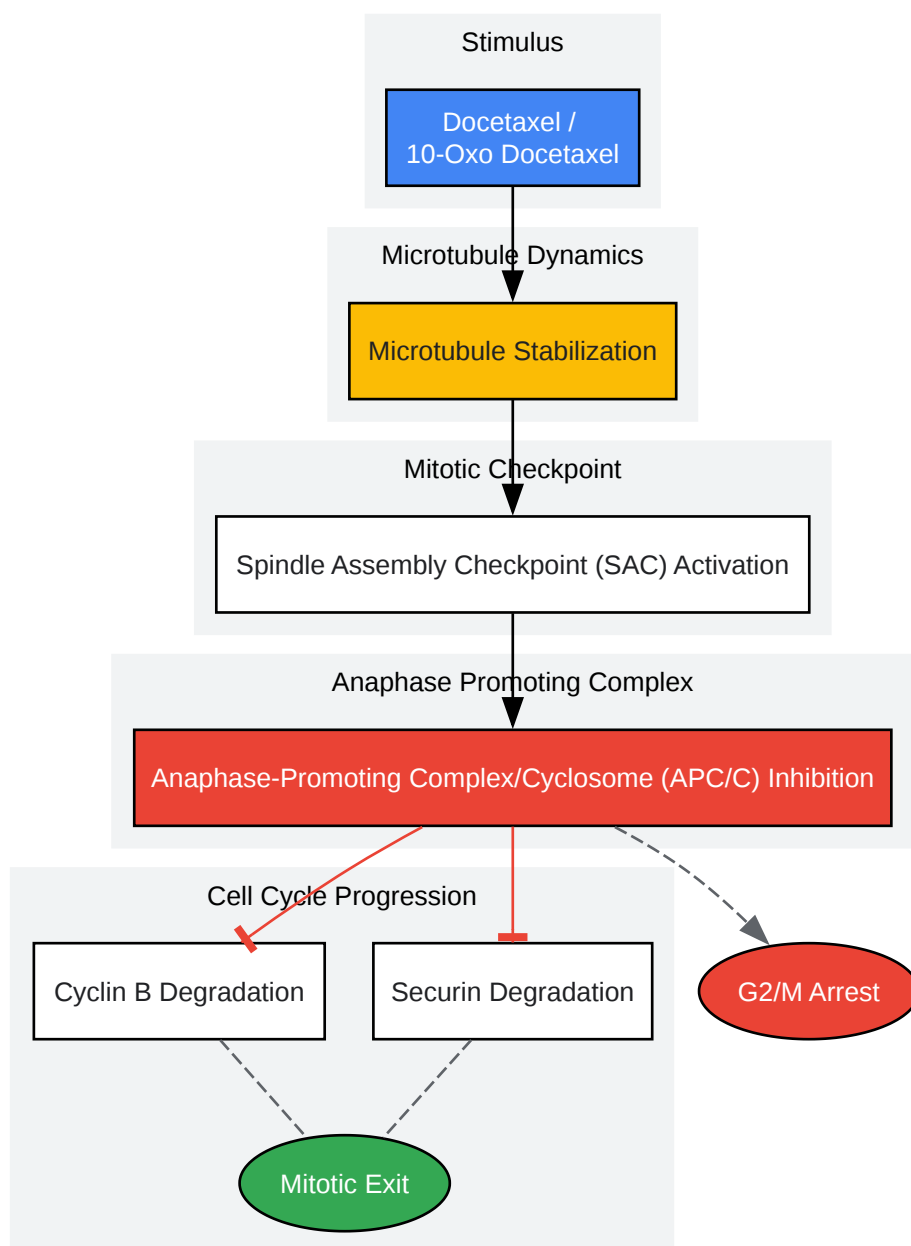 Stimulus
Docetaxel /
10-Oxo Docetaxel
Microtubule Dynamics
Microtubule Stabilization
Mitotic Checkpoint
Spindle Assembly Checkpoint (SAC) Activation
Anaphase Promoting Complex
Anaphase-Promoting Complex/Cyclosome (APC/C) Inhibition
Cell Cycle Progression
Cyclin B Degradation
Securin Degradation
G2/M Arrest
Mitotic Exit